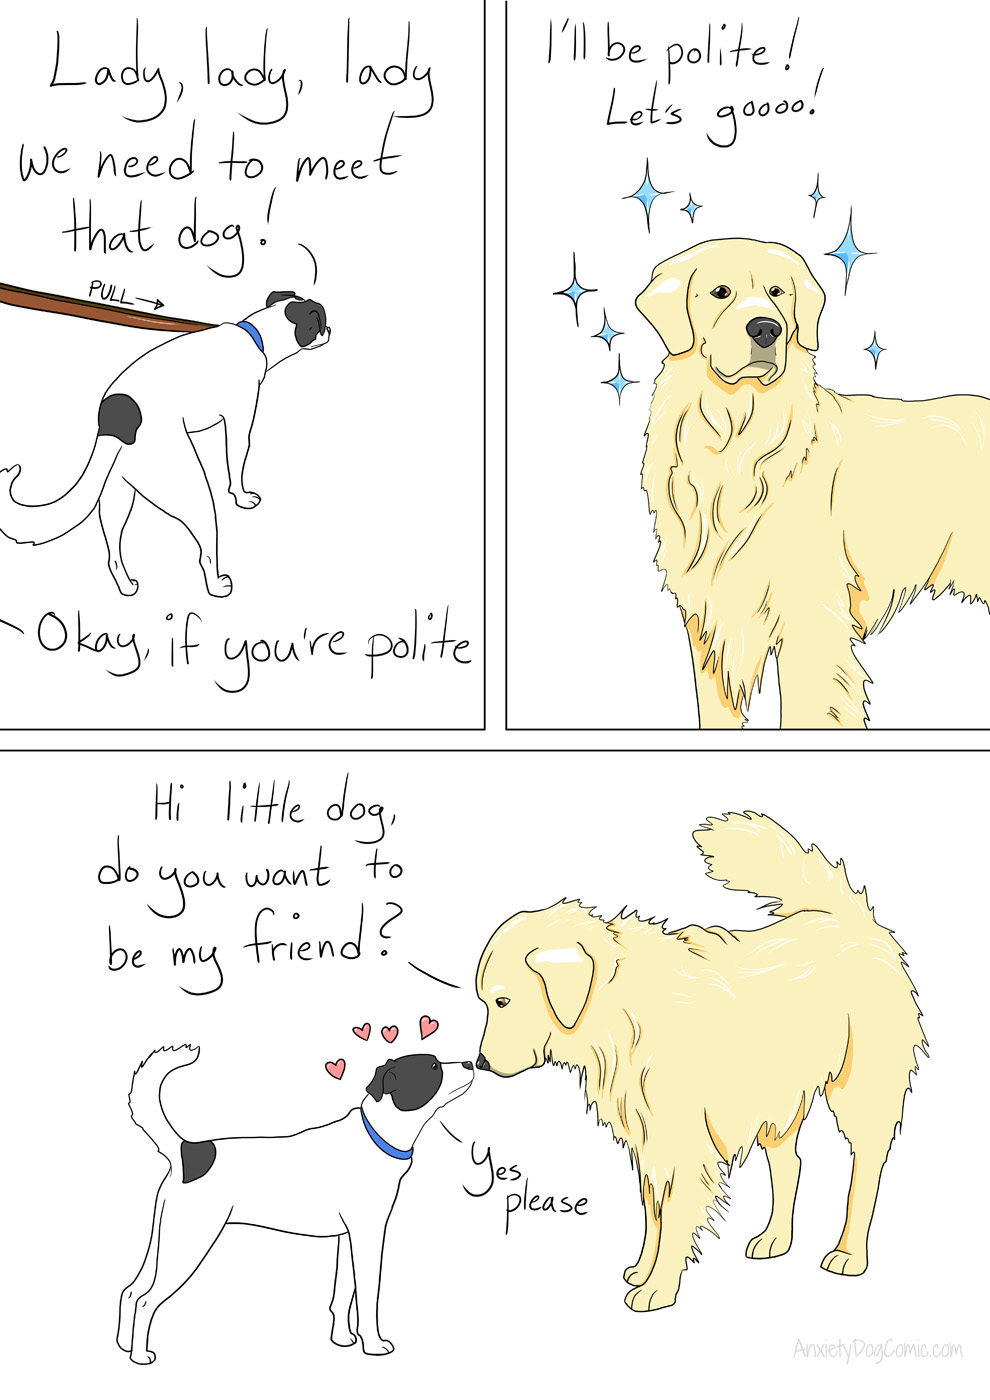 Lady, lady, lady
we need to meet
that dog!
PULL →
Okay, if you're polite
I'll be polite!
Let's goooo!
Hi little dog,
do you want to
be my friend?
Yes
please
AnxietyDogComic.com